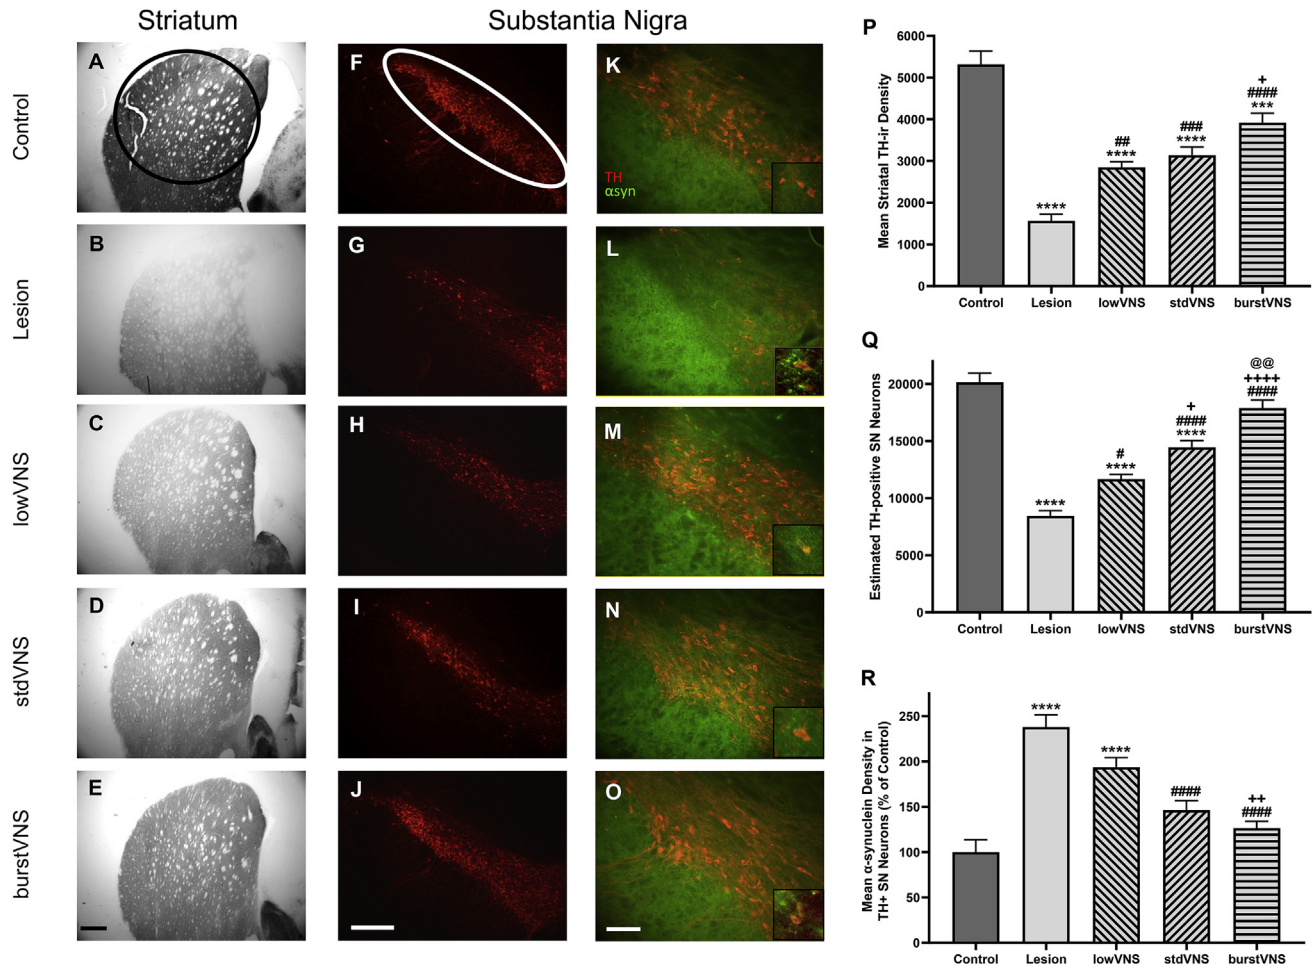 Striatum
Substantia Nigra
Control
Lesion
lowVNS
stdVNS
burstVNS
A
B
C
D
E
F
G
H
I
J
K
TH
αsyn
L
M
N
O
P
Mean Striatal TH-ir Density
6000
5000
4000
3000
2000
1000
0
****
##
****
###
****
+
####
***
Control Lesion lowVNS stdVNS burstVNS
Q
Estimated TH-positive SN Neurons
20000
15000
10000
5000
0
****
#
****
+
####
****
@@
++++
####
Control Lesion lowVNS stdVNS burstVNS
R
Mean α-synuclein Density in
TH+ SN Neurons (% of Control)
250
200
150
100
50
0
****
****
####
++
####
Control Lesion lowVNS stdVNS burstVNS